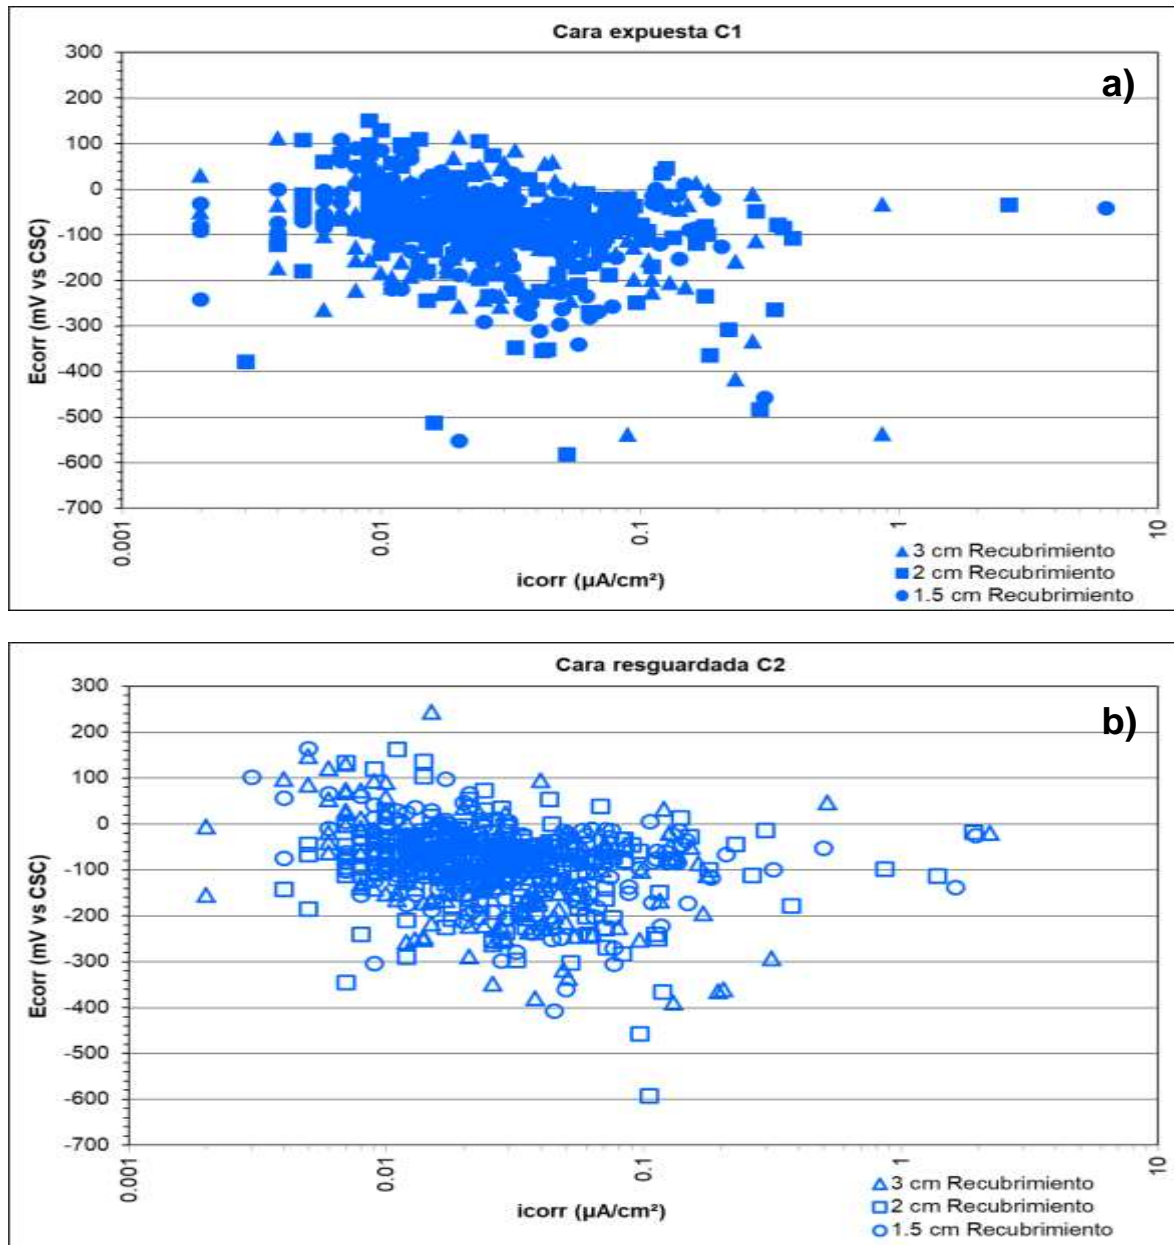 Cara expuesta C1
a)
300
200
100
0
-100
-200
-300
-400
-500
-600
-700
Ecorr (mV vs CSC)
0.001
0.01
0.1
1
10
icorr (µA/cm²)
3 cm Recubrimiento
2 cm Recubrimiento
1.5 cm Recubrimiento
Cara resguardada C2
b)
300
200
100
0
-100
-200
-300
-400
-500
-600
-700
Ecorr (mV vs CSC)
0.001
0.01
0.1
1
10
icorr (µA/cm²)
3 cm Recubrimiento
2 cm Recubrimiento
1.5 cm Recubrimiento